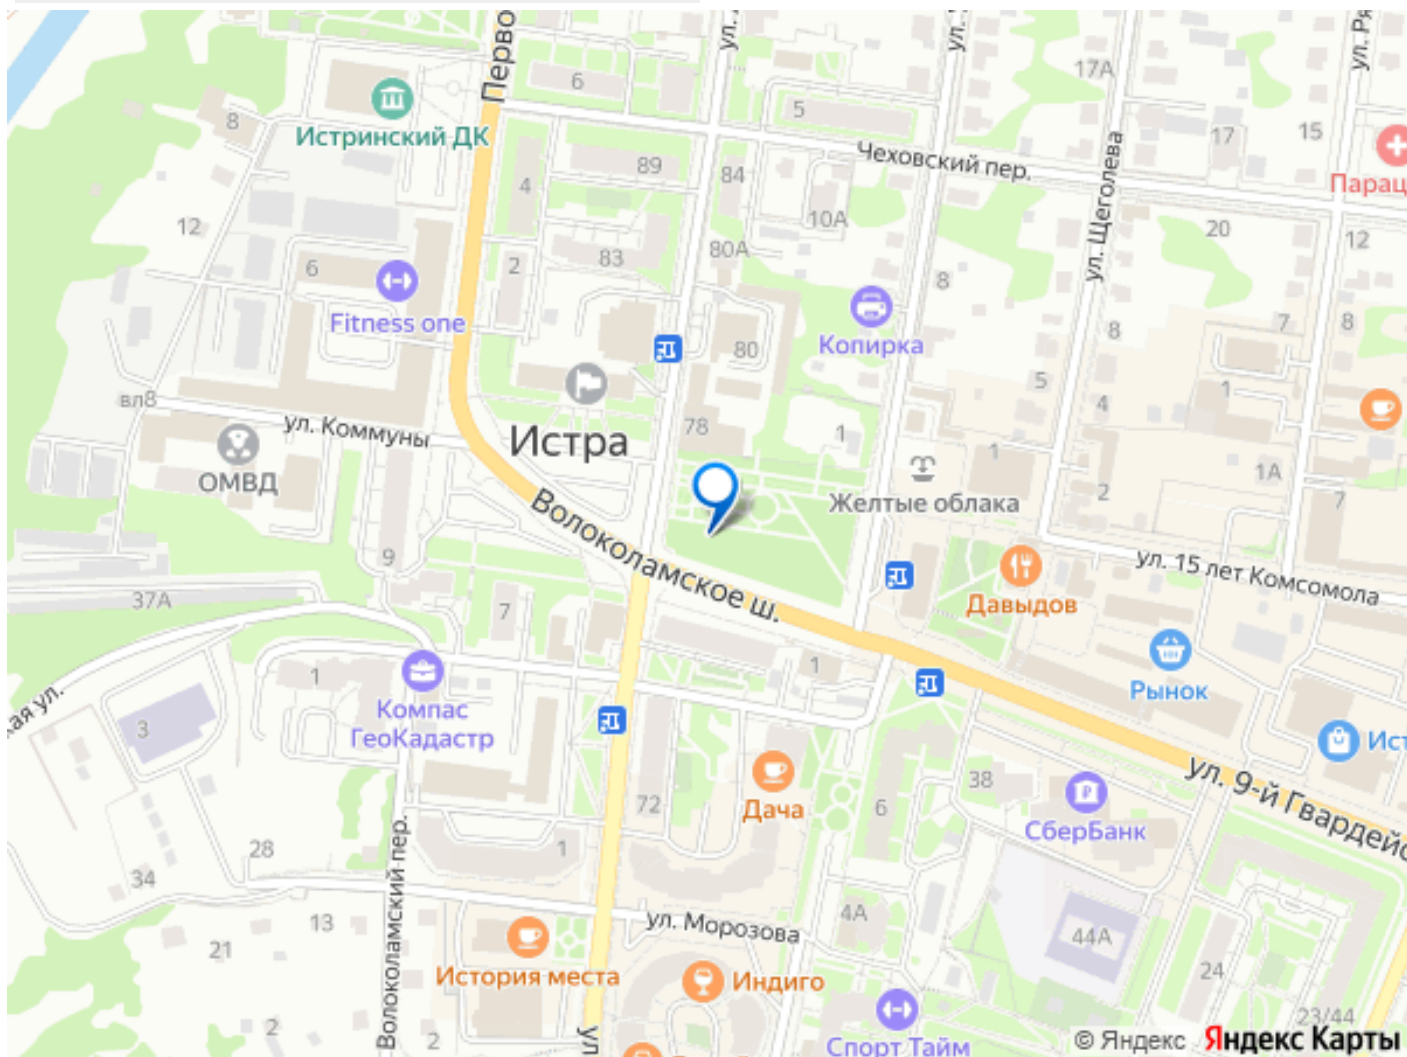 Перво
ул.
ул.
ул. Ря
6
17А
Истринский ДК
8
5
17
15
Чеховский пер.
Парац
89
84
4
10А
ул. Щеголева
12
20
12
83
80А
6
2
8
Fitness one
Копирка
80
8
7
8
вл8
5
1
ул. Коммуны
78
4
Истра
1
1
ОМВД
Желтые облака
1А
2
7
Волоколамское ш.
9
ул. 15 лет Комсомола
37А
7
Давыдов
1
1
Рынок
кая ул.
Компас
ГеоКадастр
3
Ист
72
Дача
38
6
СберБанк
ул. 9-й Гвардейс
28
1
34
Волоколамский пер.
13
21
4А
ул. Морозова
44А
История места
Индиго
24
2
2
ул
Спорт Тайм
23/44
© Яндекс Яндекс Карты